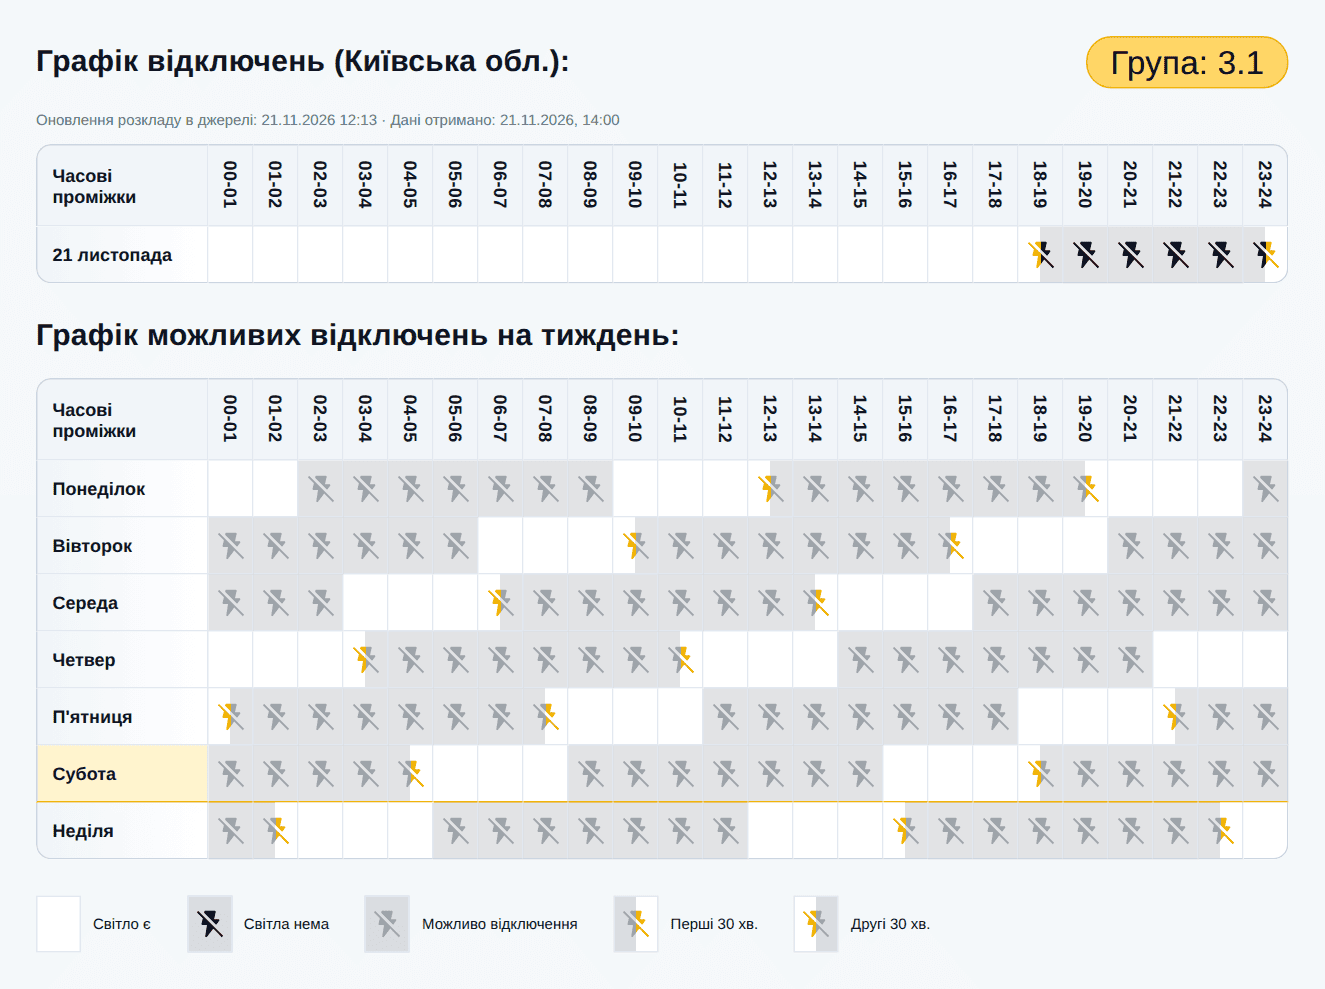 Графік відключень (Київська обл.):
Група: 3.1
Оновлення розкладу в джерелі: 21.11.2026 12:13 · Дані отримано: 21.11.2026, 14:00
Часові проміжки 00-01 01-02 02-03 03-04 04-05 05-06 06-07 07-08 08-09 09-10 10-11 11-12 12-13 13-14 14-15 15-16 16-17 17-18 18-19 19-20 20-21 21-22 22-23 23-24
21 листопада
Графік можливих відключень на тиждень:
Часові проміжки 00-01 01-02 02-03 03-04 04-05 05-06 06-07 07-08 08-09 09-10 10-11 11-12 12-13 13-14 14-15 15-16 16-17 17-18 18-19 19-20 20-21 21-22 22-23 23-24
Понеділок
Вівторок
Середа
Четвер
П'ятниця
Субота
Неділя
Світло є Світла нема Можливо відключення Перші 30 хв. Другі 30 хв.